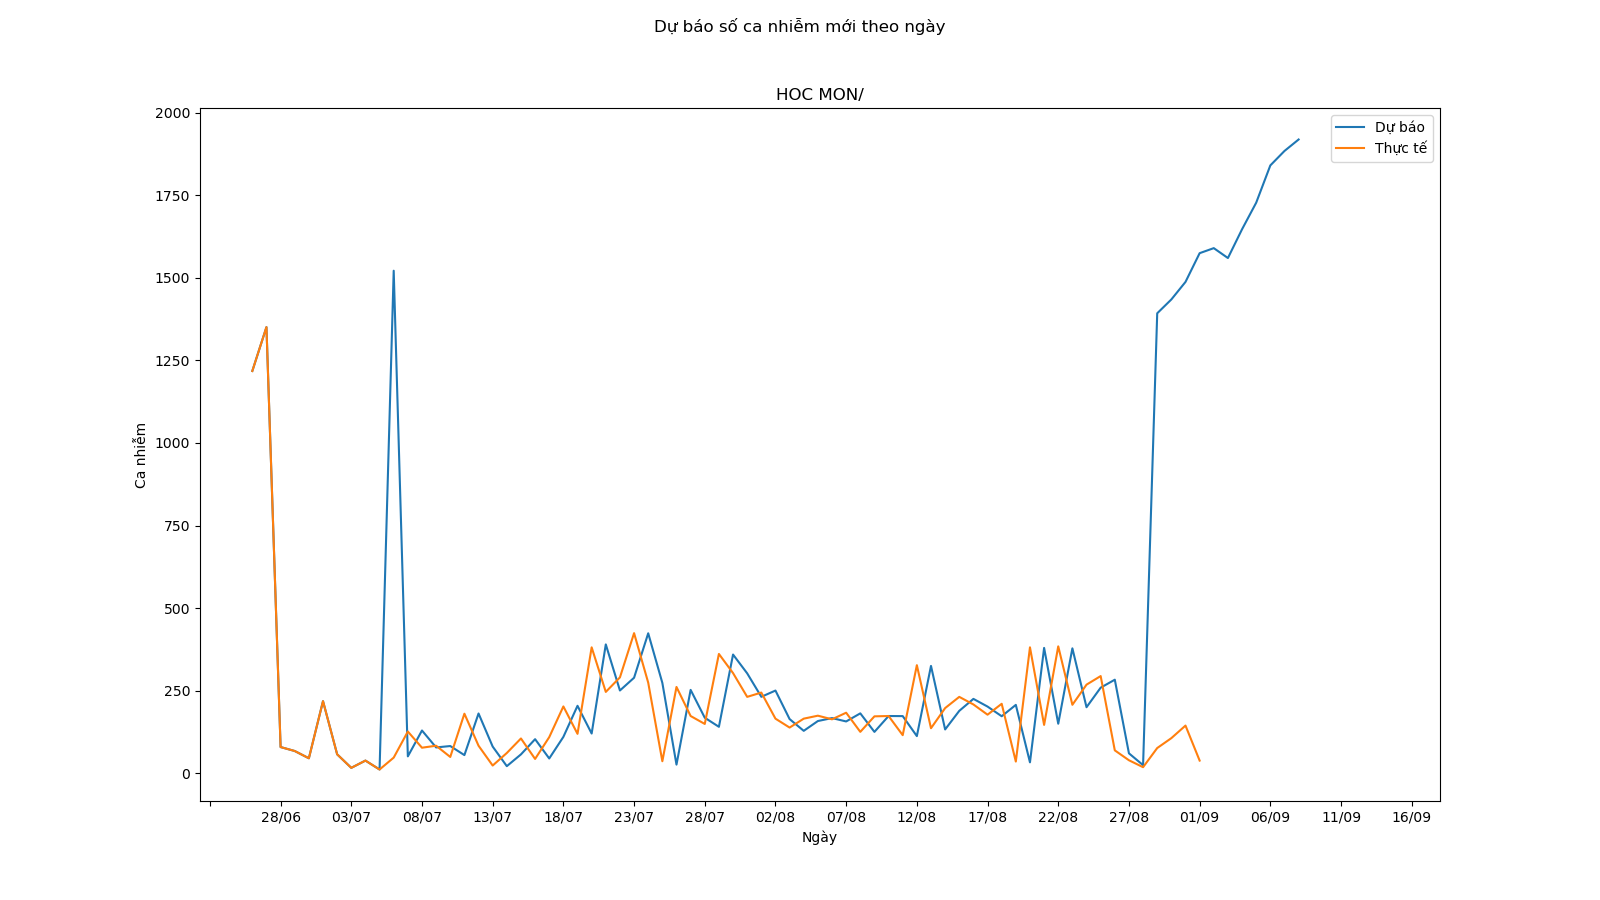 Dự báo số ca nhiễm mới theo ngày
HOC MON/
Dự báo
Thực tế
2000
1750
1500
1250
1000
750
500
250
0
Ca nhiễm
28/06 03/07 08/07 13/07 18/07 23/07 28/07 02/08 07/08 12/08 17/08 22/08 27/08 01/09 06/09 11/09 16/09
Ngày